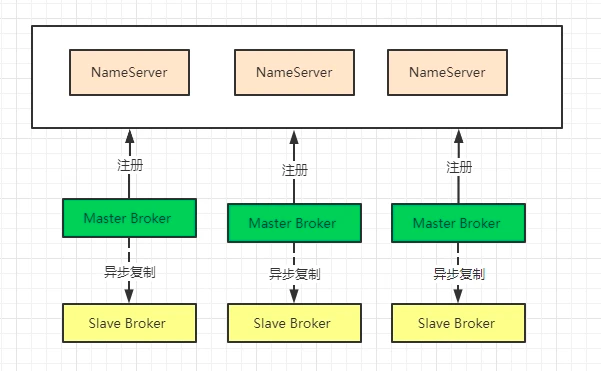 NameServer
NameServer
NameServer
注册
注册
注册
Master Broker
Master Broker
Master Broker
异步复制
异步复制
异步复制
Slave Broker
Slave Broker
Slave Broker